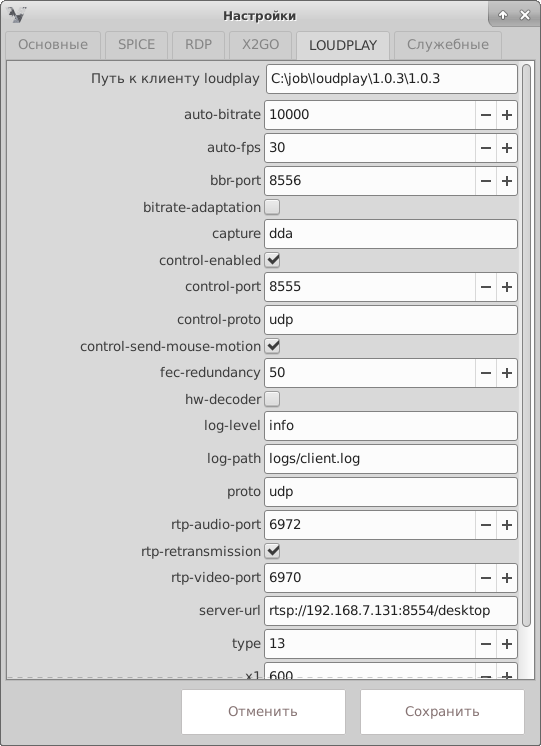 Настройки
Основные SPICE RDP X2GO LOUDPLAY Служебные
Путь к клиенту loudplay C:\job\loudplay\1.0.3\1.0.3
auto-bitrate 10000
auto-fps 30
bbr-port 8556
bitrate-adaptation
capture dda
control-enabled
control-port 8555
control-proto udp
control-send-mouse-motion
fec-redundancy 50
hw-decoder
log-level info
log-path logs/client.log
proto udp
rtp-audio-port 6972
rtp-retransmission
rtp-video-port 6970
server-url rtsp://192.168.7.131:8554/desktop
type 13
x1 600
Отменить Сохранить